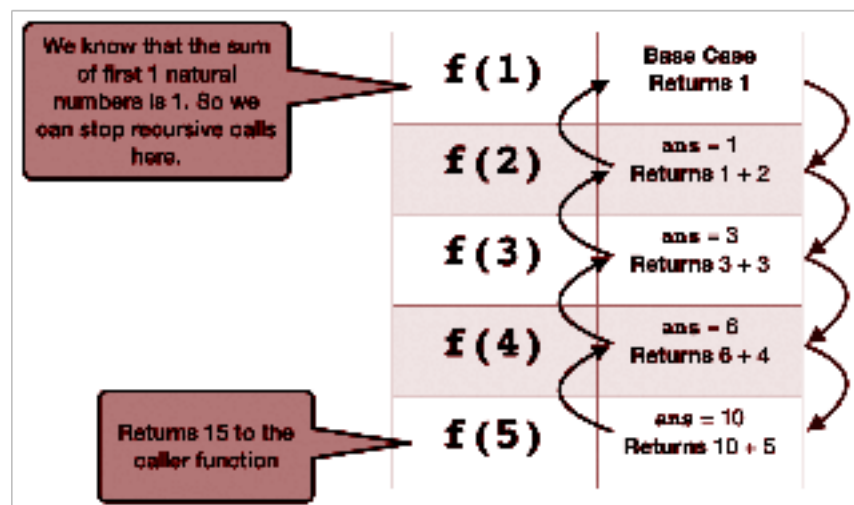 We know that the sum
of first 1 natural
numbers is 1. So we
can stop recursive calls
here.
f(1)
Base Case
Returns 1
f(2)
ans = 1
Returns 1 + 2
f(3)
ans = 3
Returns 3 + 3
f(4)
ans = 6
Returns 6 + 4
Returns 15 to the
caller function
f(5)
ans = 10
Returns 10 + 5